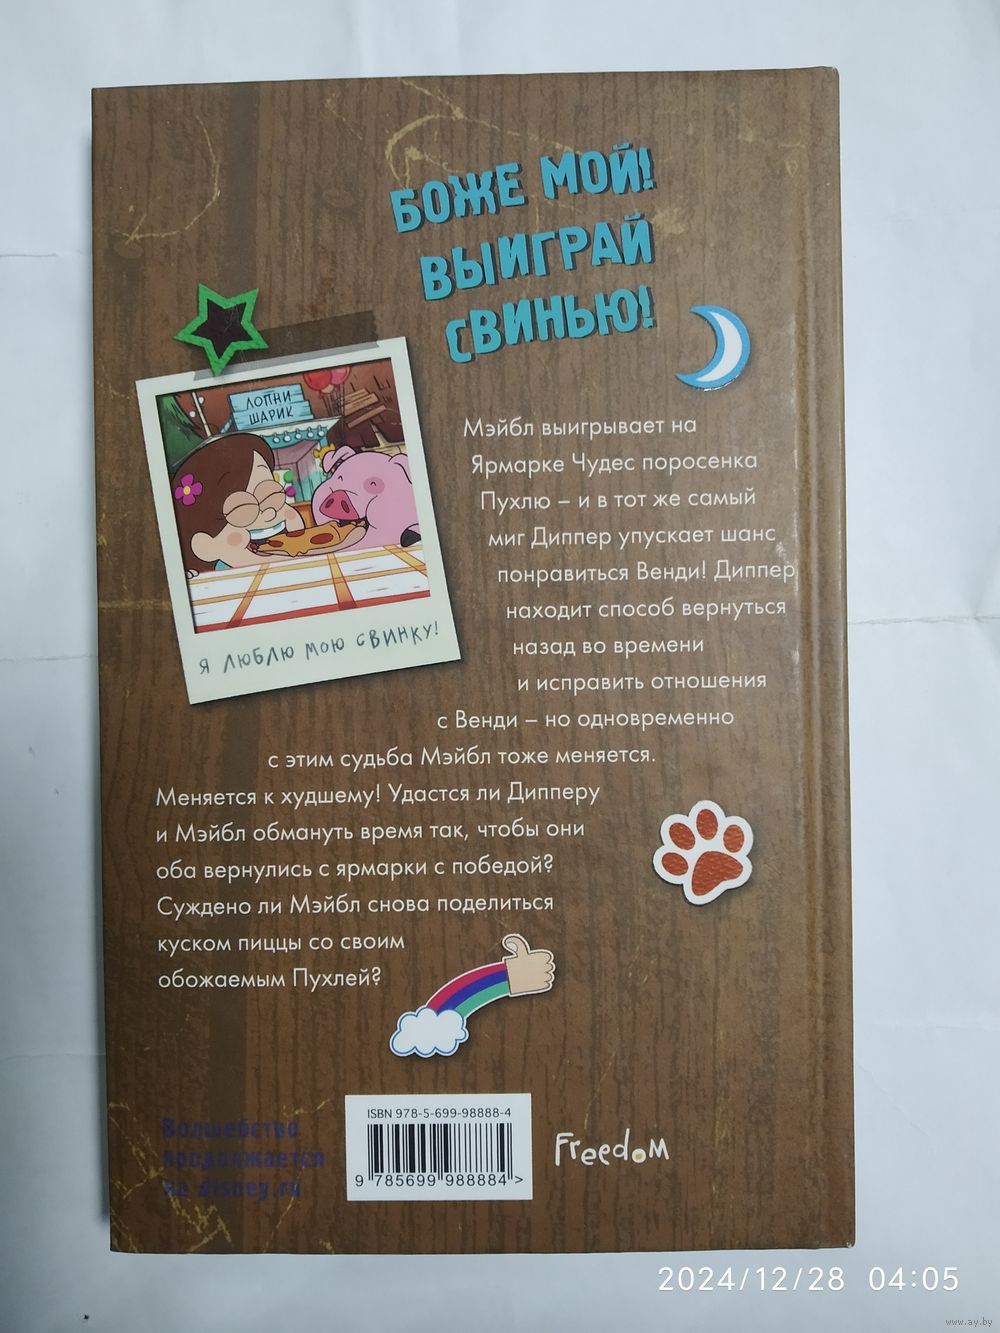 БОЖЕ МОЙ!
ВЫИГРАЙ
СВИНЬЮ!
ЛОПНИ
ШАРИК
Я ЛЮБЛЮ МОЮ СВИНКУ!
Мэйбл выигрывает на
Ярмарке Чудес поросенка
Пухлю – и в тот же самый
миг Диппер упускает шанс
понравиться Венди! Диппер
находит способ вернуться
назад во времени
и исправить отношения
с Венди – но одновременно
с этим судьба Мэйбл тоже меняется.
Меняется к худшему! Удастся ли Дипперу
и Мэйбл обмануть время так, чтобы они
оба вернулись с ярмарки с победой?
Суждено ли Мэйбл снова поделиться
куском пиццы со своим
обожаемым Пухлей?
Волшебство
продолжается
на disney.ru
ISBN 978-5-699-98888-4
9 785699 988884 >
Freedom
2024/12/28 04:05
www.ay.by